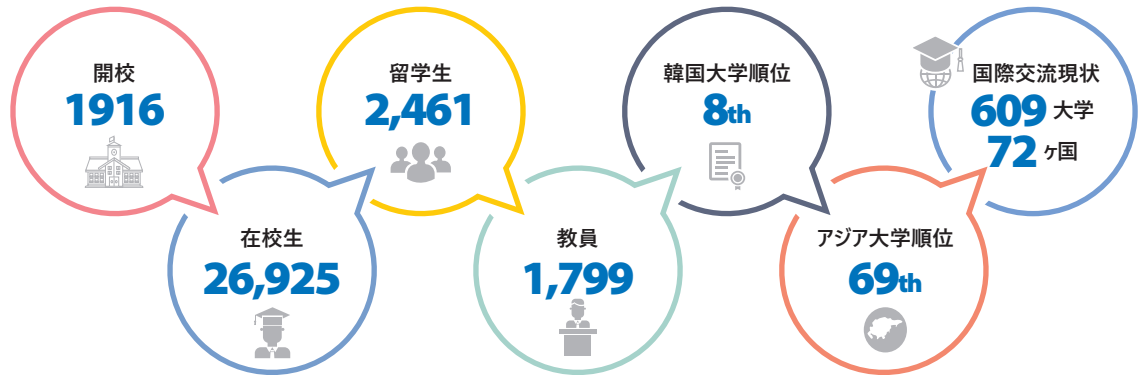 開校
1916
在校生
26,925
留学生
2,461
教員
1,799
韓国大学順位
8th
アジア大学順位
69th
国際交流現状
609 大学
72 ヶ国